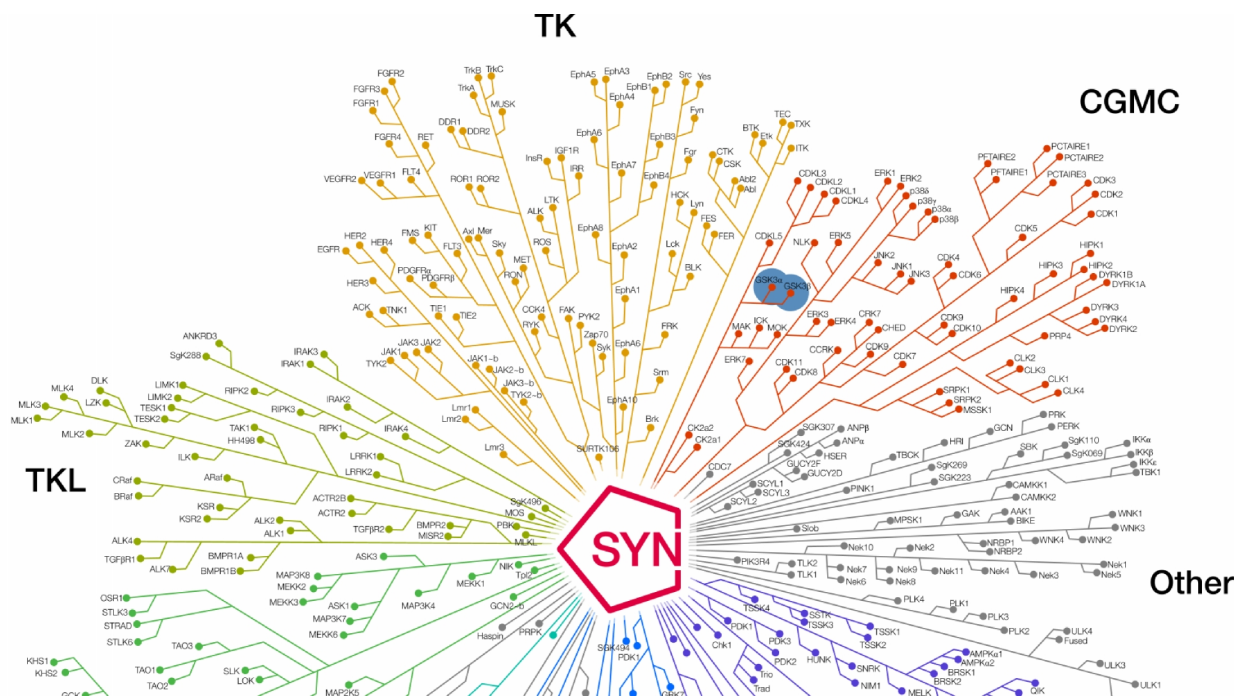 TK
CGMC
TKL
Other
SYN
FGFR2
FGFR3
FGFR1
FGFR4
RET
VEGFR2
VEGFR1
FLT4
TrkB
TrkC
TrkA
MUSK
DDR1
DDR2
ROR1
ROR2
HER2
EGFR
HER4
HER3
FMS
KIT
FLT3
PDGFRα
PDGFRβ
Axl
Mer
Sky
MET
RON
ACK
TNK1
TIE1
TIE2
JAK3
JAK2
JAK1
TYK2
JAK1~b
JAK2~b
JAK3~b
TYK2~b
Lmr1
Lmr2
Lmr3
InsR
IGF1R
IRR
LTK
ALK
ROS
CCK4
RYK
FAK
PYK2
Zap70
Syk
SURTK106
EphA5
EphA3
EphA4
EphA6
EphA7
EphA8
EphA2
EphA1
EphA6
EphA10
EphB2
EphB1
EphB3
EphB4
Src
Yes
Fyn
Fgr
HCK
Lyn
Lck
BLK
FRK
Srm
Brk
CTK
CSK
Abl2
Abl
FES
FER
TEC
TXK
BTK
Etk
ITK
CDKL3
CDKL2
CDKL1
CDKL4
CDKL5
NLK
ERK5
ERK1
ERK2
p38δ
p38γ
p38α
p38β
JNK2
JNK1
JNK3
GSK3α
GSK3β
MAK
ICK
MOK
ERK3
ERK4
ERK7
CDK11
CDK8
CCRK
CRK7
CHED
CDK9
CDK7
CDK4
CDK6
CDK9
CDK10
CDK5
PFTAIRE2
PFTAIRE1
PCTAIRE1
PCTAIRE2
PCTAIRE3
CDK3
CDK2
CDK1
HIPK1
HIPK2
HIPK3
HIPK4
DYRK1B
DYRK1A
DYRK3
DYRK4
DYRK2
PRP4
CLK2
CLK3
CLK1
CLK4
SRPK1
SRPK2
MSSK1
CK2a2
CK2a1
CDC7
SGK307
SGK424
ANPβ
ANPα
HSER
GUCY2F
GUCY2D
SCYL1
SCYL3
SCYL2
TBCK
PINK1
HRI
GCN
PRK
PERK
SgK269
SGK223
SBK
SgK110
SgK069
IKKα
IKKβ
IKKε
TBK1
CAMKK1
CAMKK2
Slob
MPSK1
GAK
AAK1
BIKE
WNK1
WNK3
WNK4
WNK2
NRBP1
NRBP2
PIK3R4
TLK2
TLK1
Nek10
Nek7
Nek6
Nek2
Nek9
Nek8
Nek11
Nek4
Nek3
Nek1
Nek5
PLK4
PLK1
PLK3
PLK2
ULK4
Fused
ULK3
ULK1
ANKRD3
SgK288
IRAK3
IRAK1
IRAK2
IRAK4
RIPK2
RIPK3
RIPK1
DLK
LZK
MLK4
MLK3
MLK1
MLK2
LIMK1
LIMK2
TESK1
TESK2
ZAK
ILK
TAK1
HH498
LRRK1
LRRK2
CRaf
BRaf
ARaf
KSR
KSR2
ACTR2B
ACTR2
TGFβR2
BMPR2
MISR2
SgK496
MOS
PBK
MLKL
ALK2
ALK1
ALK4
TGFβR1
ALK7
BMPR1A
BMPR1B
ASK3
MAP3K8
MEKK2
MEKK3
ASK1
MAP3K7
MEKK6
MAP3K4
MEKK1
NIK
Tpl2
GCN2~b
Haspin
PRPK
OSR1
STLK3
STRAD
STLK6
TAO3
TAO1
TAO2
SLK
LOK
KHS1
KHS2
GCK
MAP2K5
SGK494
PDK1
GRK7
TSSK4
SSTK
TSSK3
TSSK1
TSSK2
PDK1
Chk1
PDK3
PDK2
Trio
Trad
HUNK
SNRK
NIM1
MELK
AMPKα1
AMPKα2
BRSK1
BRSK2
QIK